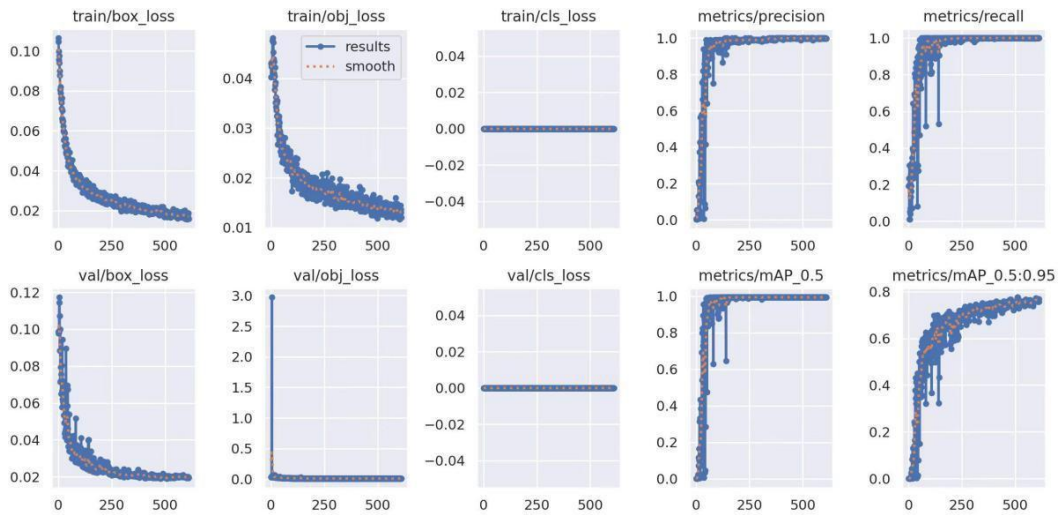 train/box_loss
train/obj_loss
train/cls_loss
metrics/precision
metrics/recall
0.10
0.08
0.06
0.04
0.02
0 250 500
0.04
0.03
0.02
0.01
0 250 500
results
smooth
0.04
0.02
0.00
−0.02
−0.04
0 250 500
1.0
0.8
0.6
0.4
0.2
0.0
0 250 500
1.0
0.8
0.6
0.4
0.2
0.0
0 250 500
val/box_loss
val/obj_loss
val/cls_loss
metrics/mAP_0.5
metrics/mAP_0.5:0.95
0.12
0.10
0.08
0.06
0.04
0.02
0 250 500
3.0
2.5
2.0
1.5
1.0
0.5
0.0
0 250 500
0.04
0.02
0.00
−0.02
−0.04
0 250 500
1.0
0.8
0.6
0.4
0.2
0.0
0 250 500
0.8
0.6
0.4
0.2
0.0
0 250 500